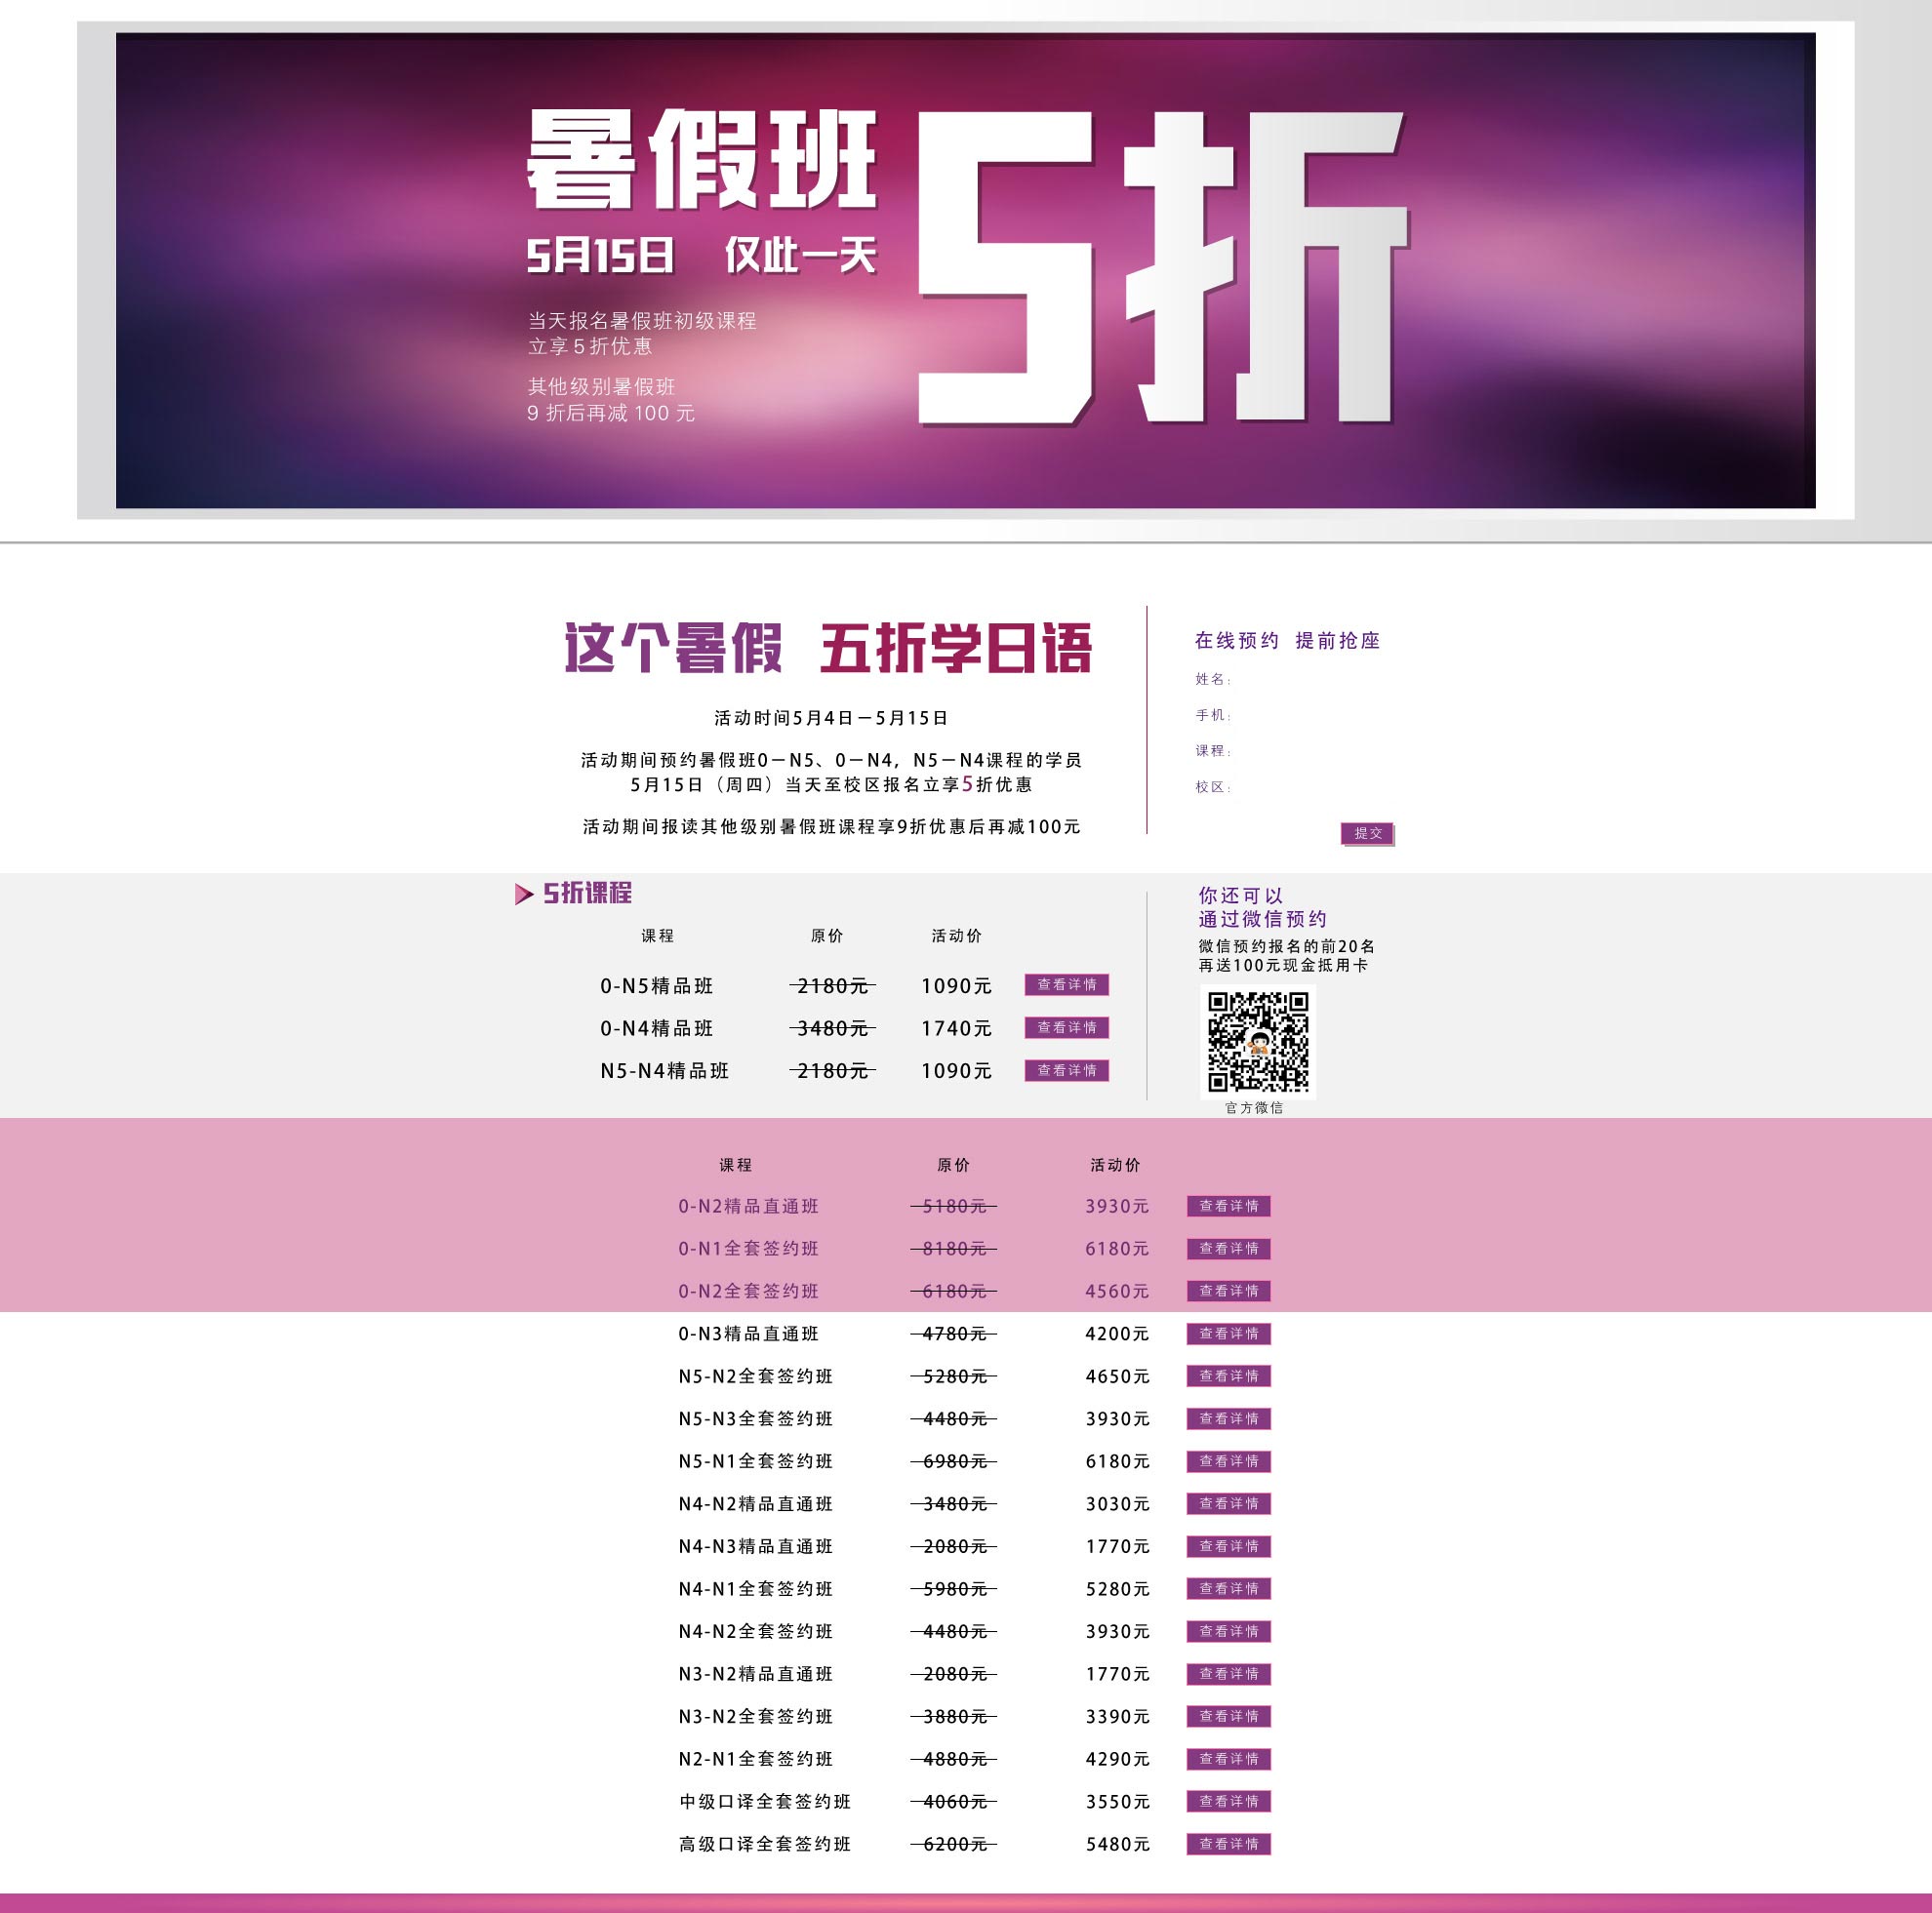 暑假班
5月15日 仅此一天
5折
当天报名暑假班初级课程
立享5折优惠
其他级别暑假班
9 折后再减 100 元
这个暑假 五折学日语
活动时间5月4日－5月15日
活动期间预约暑假班0－N5、0－N4，N5－N4课程的学员
5月15日（周四）当天至校区报名立享5折优惠
活动期间报读其他级别暑假班课程享9折优惠后再减100元
在线预约 提前抢座
姓名：
手机：
课程：
校区：
提交
5折课程
课程 原价 活动价
0-N5精品班 2180元 1090元 查看详情
0-N4精品班 3480元 1740元 查看详情
N5-N4精品班 2180元 1090元 查看详情
你还可以
通过微信预约
微信预约报名的前20名
再送100元现金抵用卡
官方微信
课程 原价 活动价
0-N2精品直通班 5180元 3930元 查看详情
0-N1全套签约班 8180元 6180元 查看详情
0-N2全套签约班 6180元 4560元 查看详情
0-N3精品直通班 4780元 4200元 查看详情
N5-N2全套签约班 5280元 4650元 查看详情
N5-N3全套签约班 4480元 3930元 查看详情
N5-N1全套签约班 6980元 6180元 查看详情
N4-N2精品直通班 3480元 3030元 查看详情
N4-N3精品直通班 2080元 1770元 查看详情
N4-N1全套签约班 5980元 5280元 查看详情
N4-N2全套签约班 4480元 3930元 查看详情
N3-N2精品直通班 2080元 1770元 查看详情
N3-N2全套签约班 3880元 3390元 查看详情
N2-N1全套签约班 4880元 4290元 查看详情
中级口译全套签约班 4060元 3550元 查看详情
高级口译全套签约班 6200元 5480元 查看详情